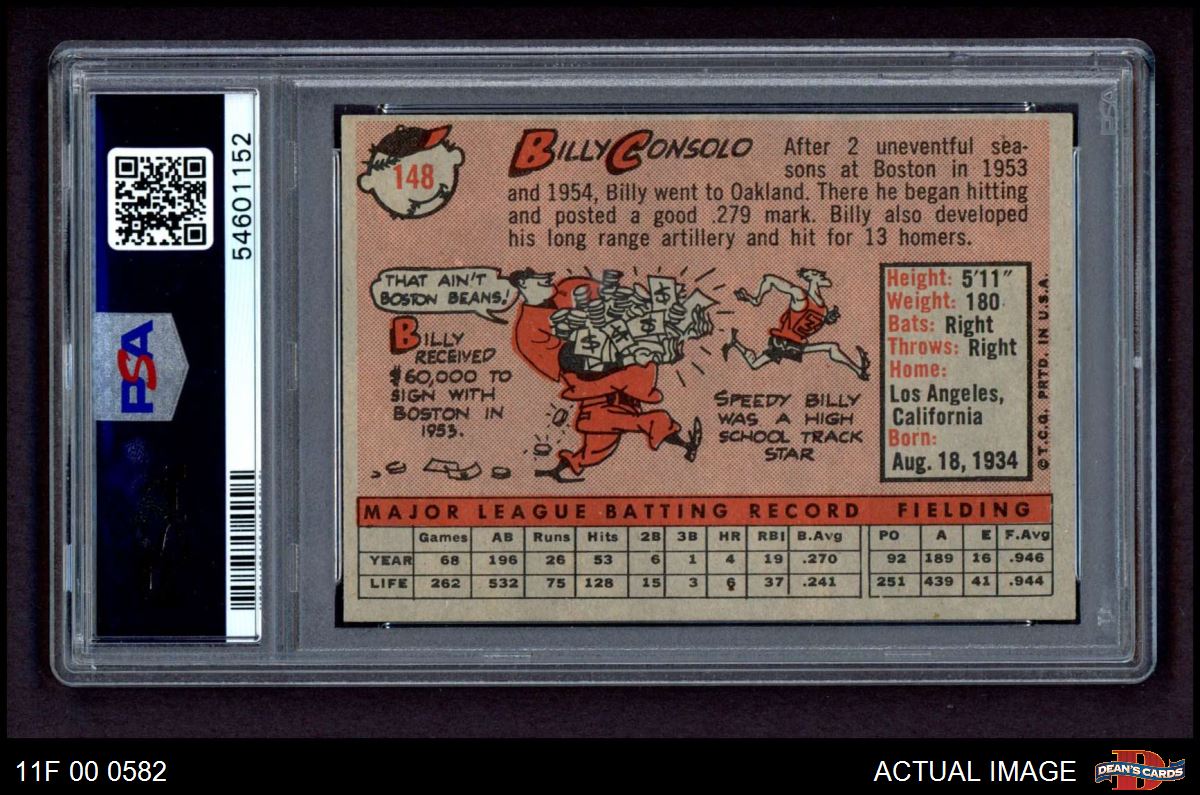 54601152
PSA
148
BILLY CONSOLO
After 2 uneventful sea-
sons at Boston in 1953
and 1954, Billy went to Oakland. There he began hitting
and posted a good .279 mark. Billy also developed
his long range artillery and hit for 13 homers.
THAT AIN'T
BOSTON BEANS!
BILLY
RECEIVED
$60,000 TO
SIGN WITH
BOSTON IN
1953.
$ $ $ $
SPEEDY BILLY
WAS A HIGH
SCHOOL TRACK
STAR
Height: 5'11"
Weight: 180
Bats: Right
Throws: Right
Home:
Los Angeles,
California
Born:
Aug. 18, 1934
©T.C.G. PRTD. IN U.S.A.
MAJOR LEAGUE BATTING RECORD FIELDING
Games AB Runs Hits 2B 3B HR RBI B.Avg PO A E F.Avg
YEAR 68 196 26 53 6 1 4 19 .270 92 189 16 .946
LIFE 262 532 75 128 15 3 6 37 .241 251 439 41 .944
11F 00 0582
ACTUAL IMAGE
DEAN'S CARDS